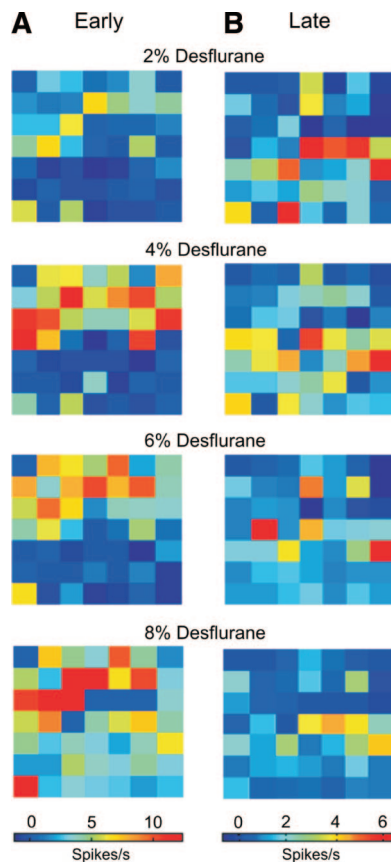 A Early B Late
2% Desflurane
4% Desflurane
6% Desflurane
8% Desflurane
0 5 10 0 2 4 6
Spikes/s Spikes/s